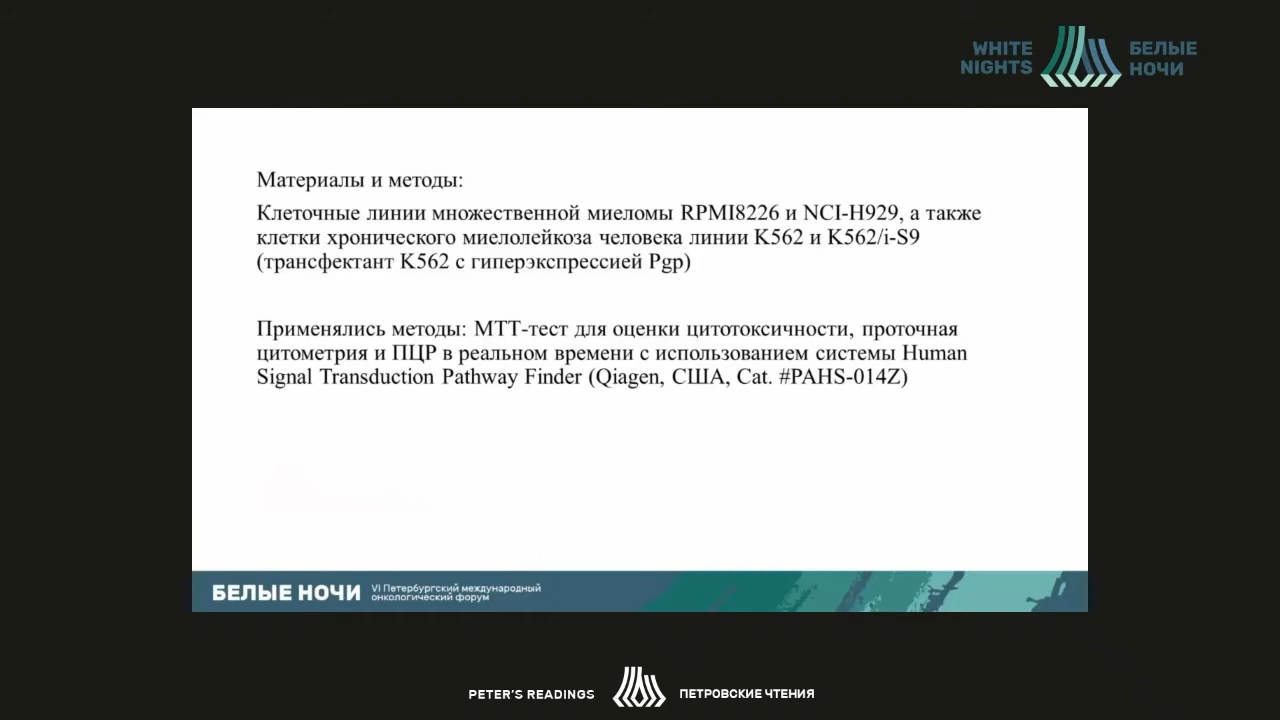 WHITE
NIGHTS
БЕЛЫЕ
НОЧИ
Материалы и методы:
Клеточные линии множественной миеломы RPMI8226 и NCI-H929, а также
клетки хронического миелолейкоза человека линии K562 и K562/i-S9
(трансфектант K562 с гиперэкспрессией Pgp)
Применялись методы: МТТ-тест для оценки цитотоксичности, проточная
цитометрия и ПЦР в реальном времени с использованием системы Human
Signal Transduction Pathway Finder (Qiagen, США, Cat. #PAHS-014Z)
БЕЛЫЕ НОЧИ
VI Петербургский международный
онкологический форум
PETER'S READINGS
ПЕТРОВСКИЕ ЧТЕНИЯ